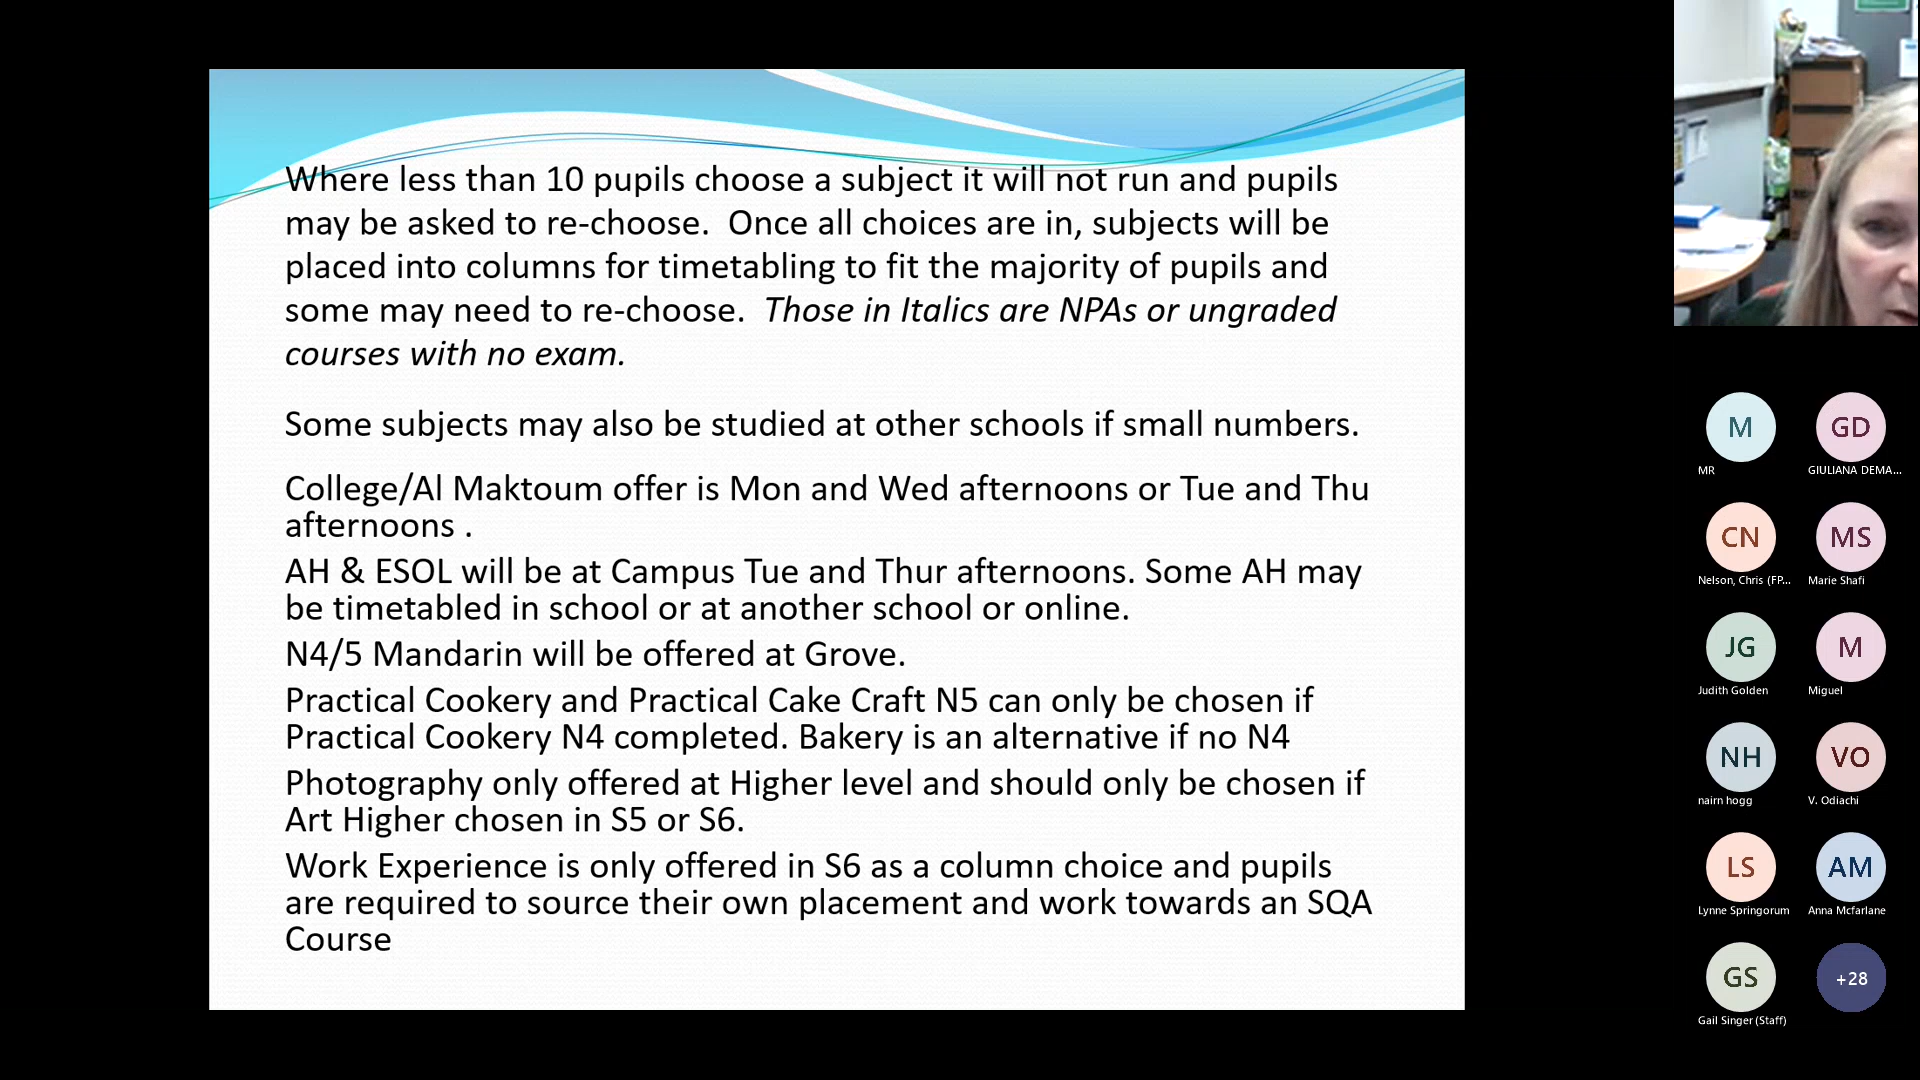 Where less than 10 pupils choose a subject it will not run and pupils
may be asked to re-choose.  Once all choices are in, subjects will be
placed into columns for timetabling to fit the majority of pupils and
some may need to re-choose.  Those in Italics are NPAs or ungraded
courses with no exam.
Some subjects may also be studied at other schools if small numbers.
College/Al Maktoum offer is Mon and Wed afternoons or Tue and Thu
afternoons .
AH & ESOL will be at Campus Tue and Thur afternoons. Some AH may
be timetabled in school or at another school or online.
N4/5 Mandarin will be offered at Grove.
Practical Cookery and Practical Cake Craft N5 can only be chosen if
Practical Cookery N4 completed. Bakery is an alternative if no N4
Photography only offered at Higher level and should only be chosen if
Art Higher chosen in S5 or S6.
Work Experience is only offered in S6 as a column choice and pupils
are required to source their own placement and work towards an SQA
Course
M
MR
GD
GIULIANA DEMA...
CN
Nelson, Chris (FP...
MS
Marie Shafi
JG
Judith Golden
M
Miguel
NH
nairn hogg
VO
V. Odiachi
LS
Lynne Springorum
AM
Anna Mcfarlane
GS
Gail Singer (Staff)
+28